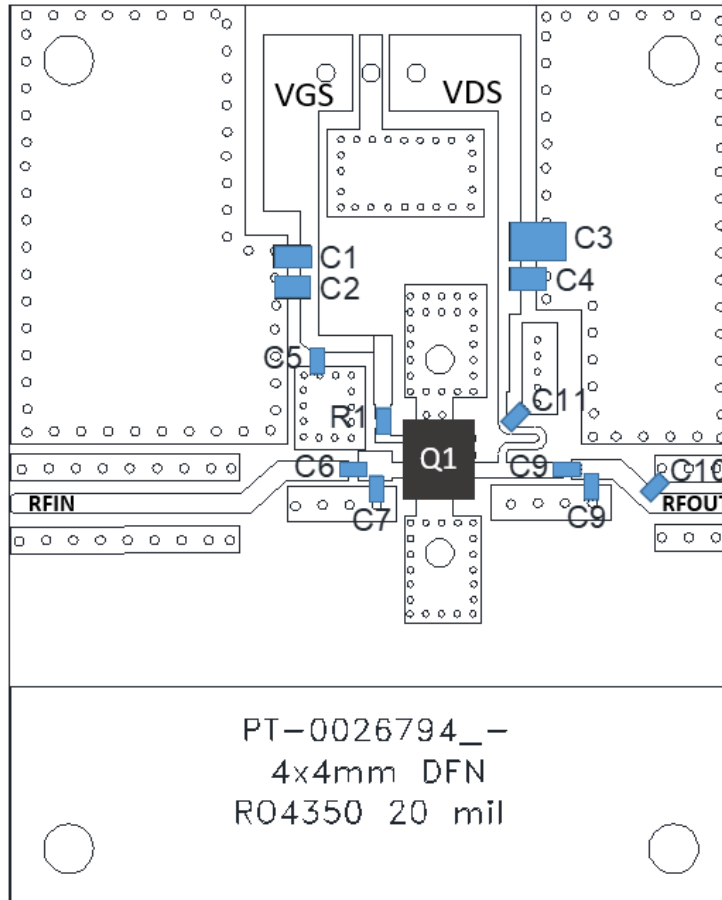 VGS
VDS
C1
C2
C3
C4
C5
C11
R1
Q1
C6
C9
C10
C7
C9
RFIN
RFOUT
PT-0026794_-
4x4mm DFN
RO4350 20 mil